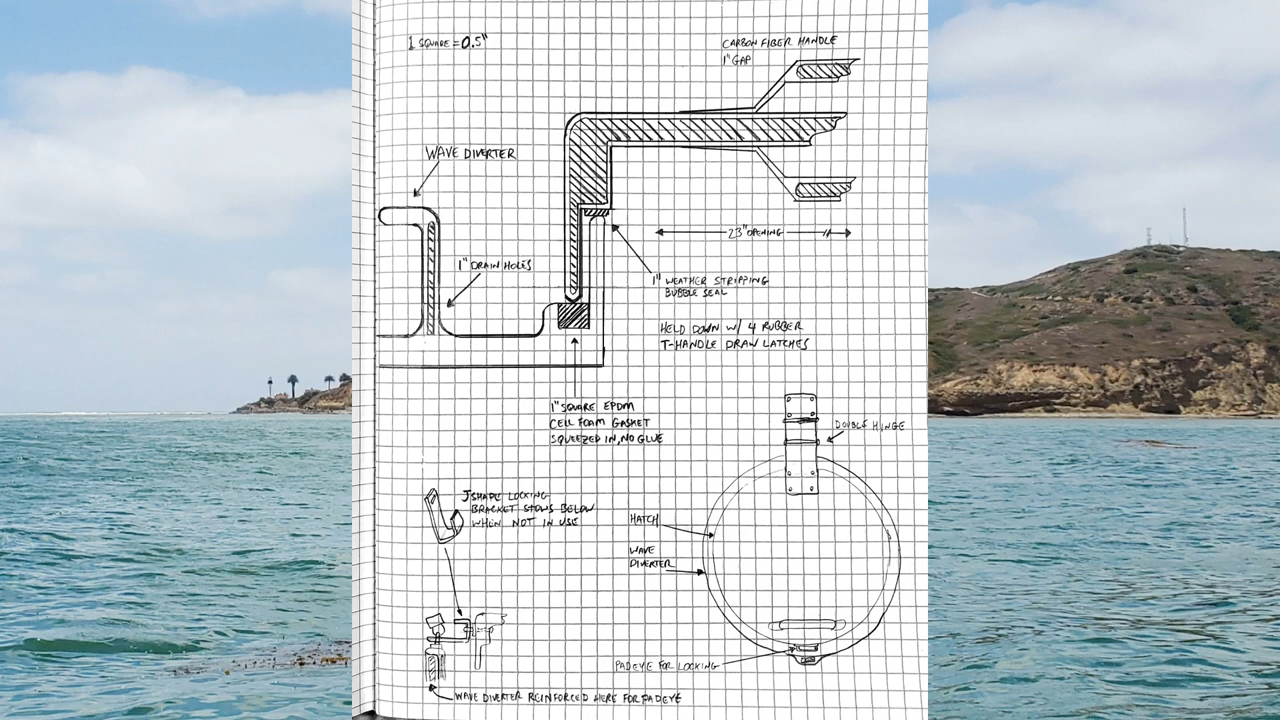 1 SQUARE = 0.5"
CARBON FIBER HANDLE
1" GAP
WAVE DIVERTER
1" DRAIN HOLES
23" OPENING
1" WEATHER STRIPPING
BUBBLE SEAL
HELD DOWN W/ 4 RUBBER
T-HANDLE DRAW LATCHES
1" SQUARE EPDM
CELL FOAM GASKET
SQUEEZED IN, NO GLUE
DOUBLE HINGE
J SHAPE LOCKING
BRACKET STOWS BELOW
WHEN NOT IN USE
HATCH
WAVE
DIVERTER
PADEYE FOR LOCKING
WAVE DIVERTER REINFORCED HERE FOR PADEYE